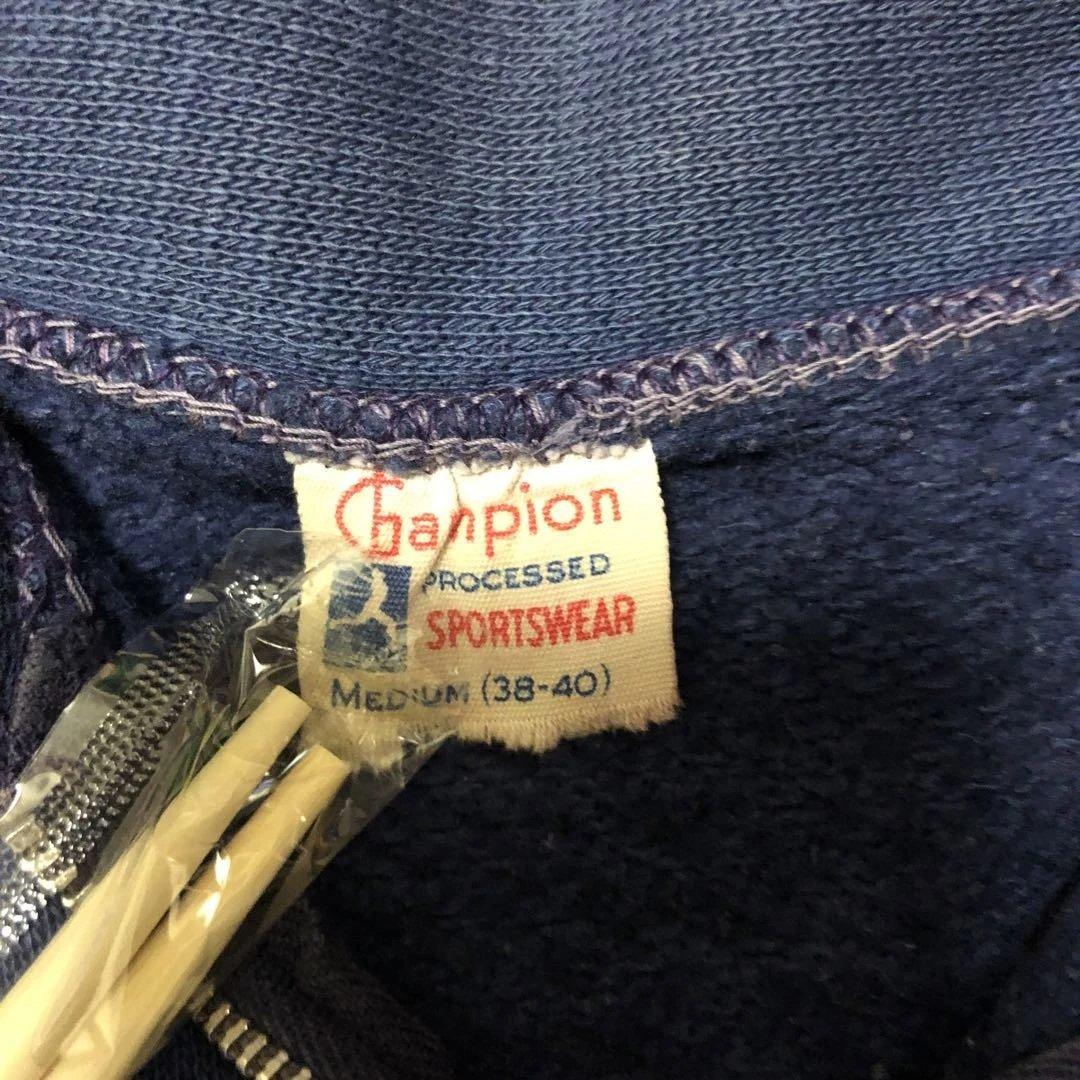 Champion
PROCESSED
SPORTSWEAR
MEDIUM (38-40)